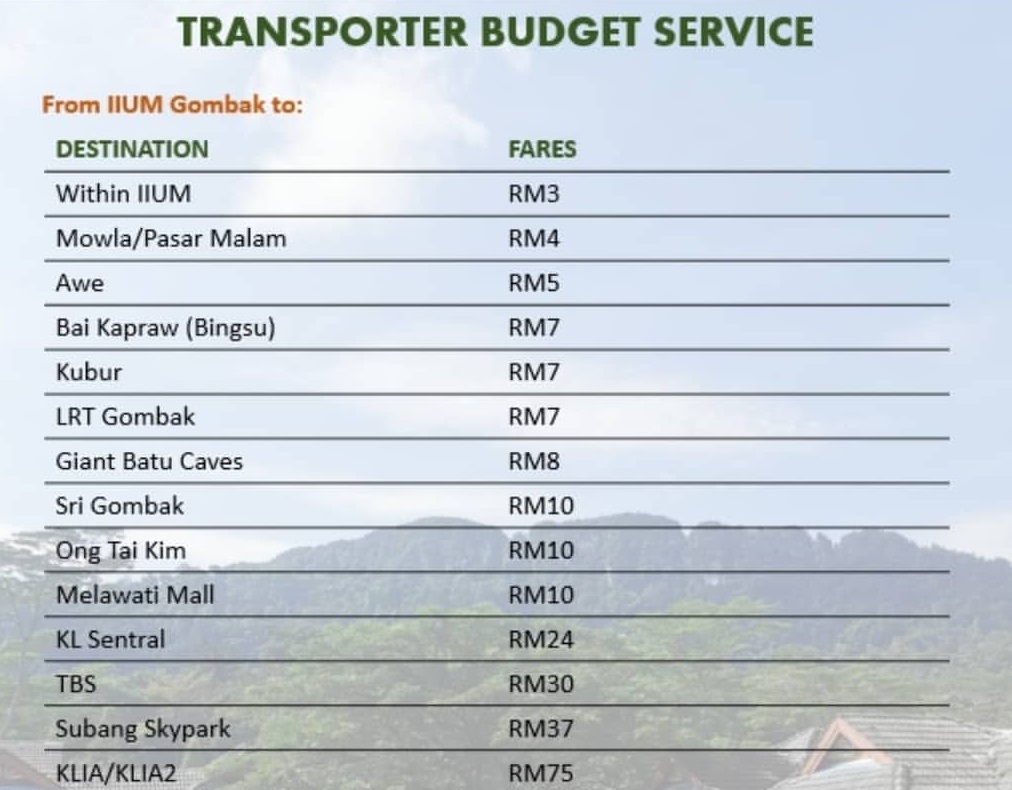 TRANSPORTER BUDGET SERVICE
From IIUM Gombak to:
DESTINATION FARES
Within IIUM RM3
Mowla/Pasar Malam RM4
Awe RM5
Bai Kapraw (Bingsu) RM7
Kubur RM7
LRT Gombak RM7
Giant Batu Caves RM8
Sri Gombak RM10
Ong Tai Kim RM10
Melawati Mall RM10
KL Sentral RM24
TBS RM30
Subang Skypark RM37
KLIA/KLIA2 RM75